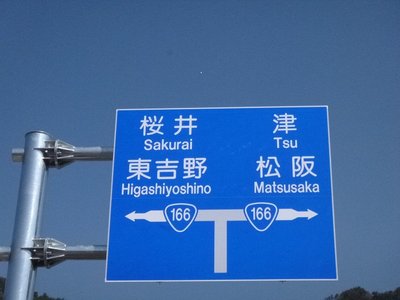 桜井 津
Sakurai Tsu
東吉野 松阪
Higashiyoshino Matsusaka
166 166